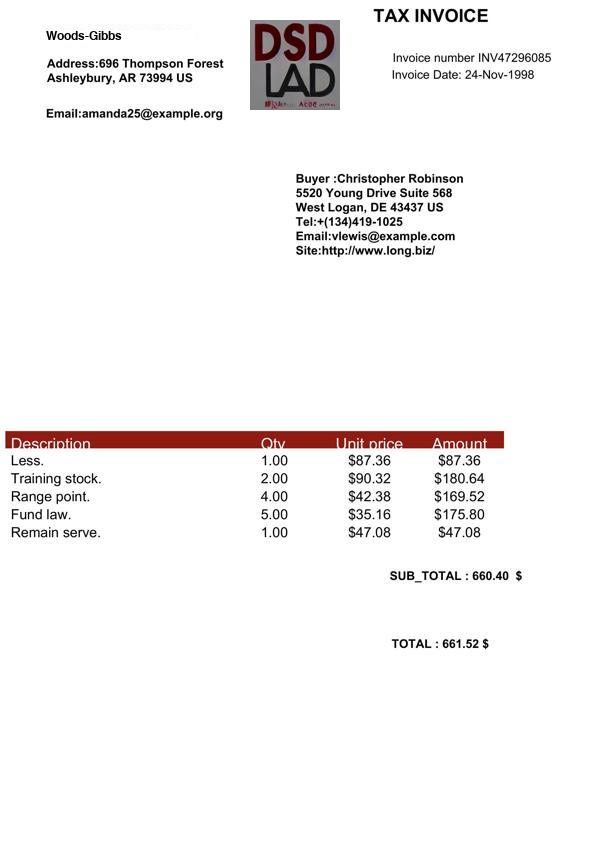 TAX INVOICE
Woods-Gibbs
Address:696 Thompson Forest
Ashleybury, AR 73994 US
Email:amanda25@example.org
DSD
LAD
Invoice number INV47296085
Invoice Date: 24-Nov-1998
Buyer :Christopher Robinson
5520 Young Drive Suite 568
West Logan, DE 43437 US
Tel:+(134)419-1025
Email:vlewis@example.com
Site:http://www.long.biz/
Description Qty Unit price Amount
Less. 1.00 $87.36 $87.36
Training stock. 2.00 $90.32 $180.64
Range point. 4.00 $42.38 $169.52
Fund law. 5.00 $35.16 $175.80
Remain serve. 1.00 $47.08 $47.08
SUB_TOTAL : 660.40 $
TOTAL : 661.52 $